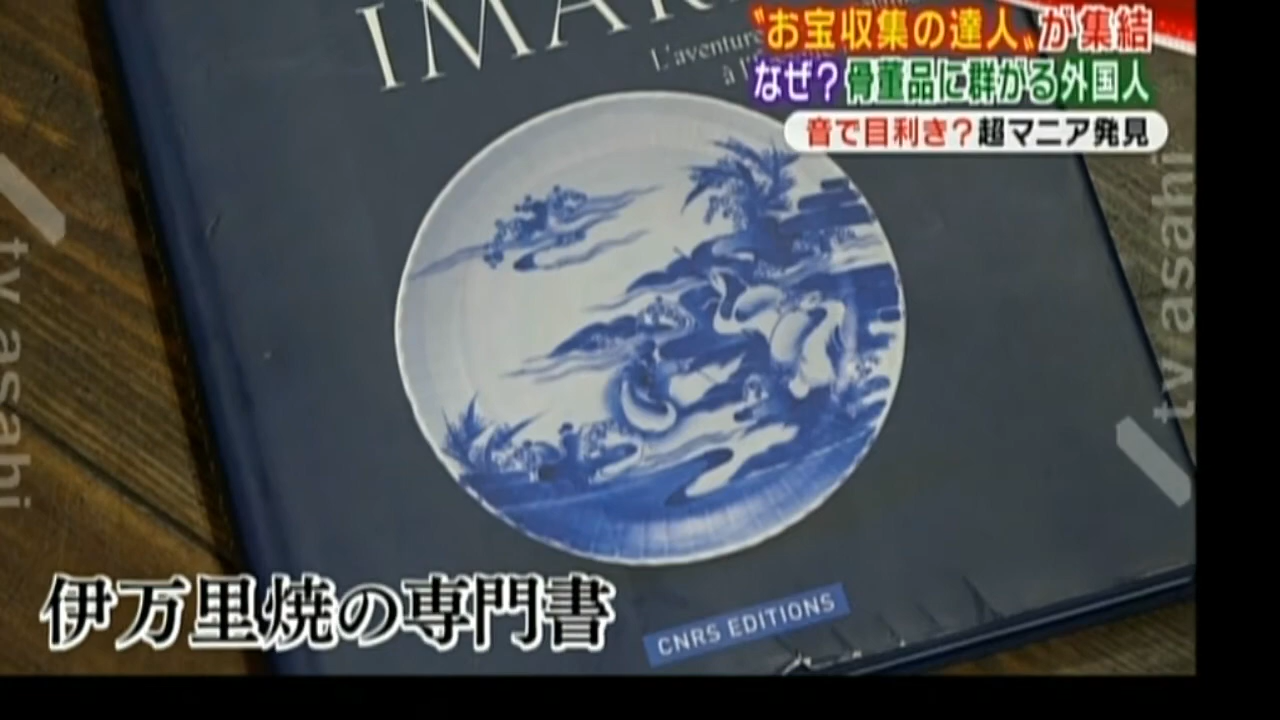 "お宝収集の達人"が集結
なぜ？骨董品に群がる外国人
音で目利き？超マニア発見
L'aventure
CNRS EDITIONS
伊万里焼の専門書
tv asahi
tv asahi